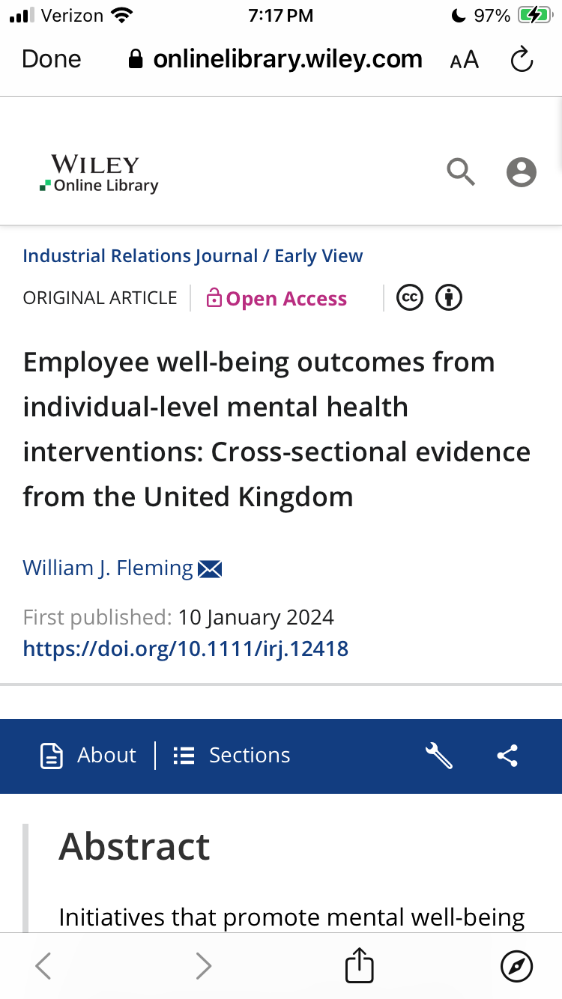 Verizon 7:17 PM 97%
Done onlinelibrary.wiley.com AA
WILEY
Online Library
Industrial Relations Journal / Early View
ORIGINAL ARTICLE Open Access cc
Employee well-being outcomes from
individual-level mental health
interventions: Cross-sectional evidence
from the United Kingdom
William J. Fleming
First published: 10 January 2024
https://doi.org/10.1111/irj.12418
About Sections
Abstract
Initiatives that promote mental well-being